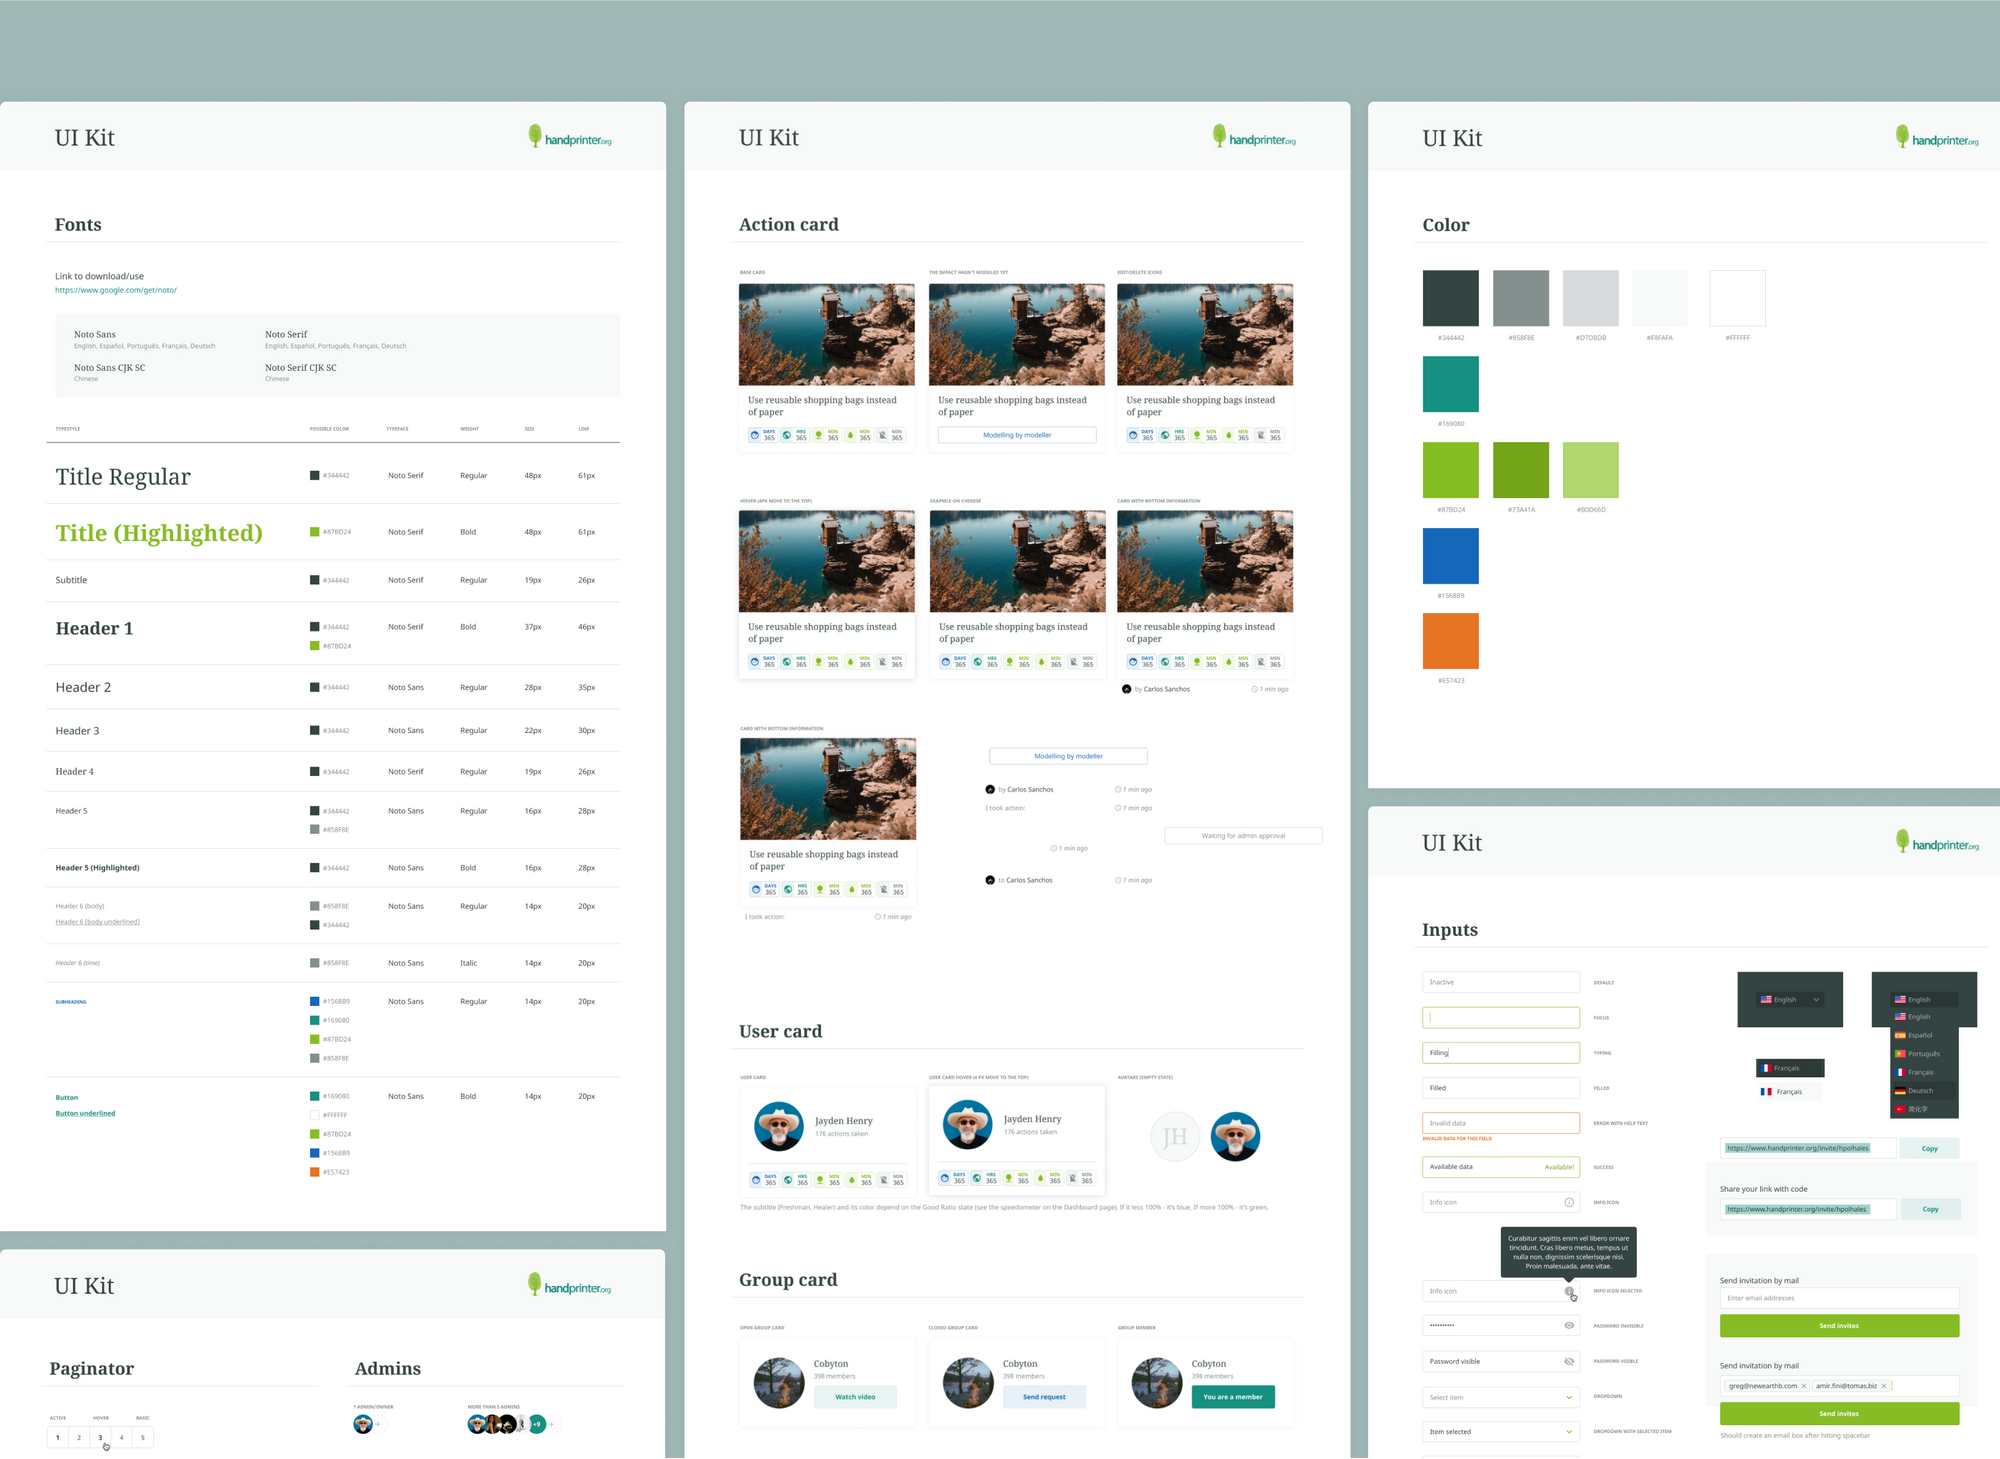 UI Kit
handprinter.org
Fonts
Link to download/use
https://www.google.com/get/noto/
Noto Sans
English, Español, Português, Français, Deutsch
Noto Serif
English, Español, Português, Français, Deutsch
Noto Sans CJK SC
Chinese
Noto Serif CJK SC
Chinese
TYPESTYLE POSSIBLE COLOR TYPEFACE WEIGHT SIZE LINE
Title Regular #344442 Noto Serif Regular 48px 61px
Title (Highlighted) #87BD24 Noto Serif Bold 48px 61px
Subtitle #344442 Noto Serif Regular 19px 26px
Header 1 #344442 Noto Serif Bold 37px 46px
#87BD24
Header 2 #344442 Noto Sans Regular 28px 35px
Header 3 #344442 Noto Sans Regular 22px 30px
Header 4 #344442 Noto Serif Regular 19px 26px
Header 5 #344442 Noto Sans Regular 16px 28px
#858F8E
Header 5 (Highlighted) #344442 Noto Sans Bold 16px 28px
Header 6 (body) #858F8E Noto Sans Regular 14px 20px
Header 6 (body underlined) #344442
Header 6 (time) #858F8E Noto Sans Italic 14px 20px
SUBHEADING #1568B9 Noto Sans Regular 14px 20px
#169080
#87BD24
#858F8E
Button #169080 Noto Sans Bold 14px 20px
Button underlined #FFFFFF
#87BD24
#1568B9
#E57423
UI Kit
handprinter.org
Paginator
ACTIVE HOVER BASIC
1 2 3 4 5
Admins
1 ADMIN/OWNER
+
MORE THAN 5 ADMINS
+9 +
UI Kit
handprinter.org
Action card
BASE CARD
Use reusable shopping bags instead
of paper
DAYS 365 HRS 365 MIN 365 MIN 365 MIN 365
THE IMPACT HASN'T MODELED YET
Use reusable shopping bags instead
of paper
Modelling by modeller
EDIT/DELETE ICONS
Use reusable shopping bags instead
of paper
DAYS 365 HRS 365 MIN 365 MIN 365 MIN 365
HOVER (4PX MOVE TO THE TOP)
Use reusable shopping bags instead
of paper
DAYS 365 HRS 365 MIN 365 MIN 365 MIN 365
EXAPMLE ON CHINESE
Use reusable shopping bags instead
of paper
DAYS 365 HRS 365 MIN 365 MIN 365 MIN 365
CARD WITH BOTTOM INFORMATION
Use reusable shopping bags instead
of paper
DAYS 365 HRS 365 MIN 365 MIN 365 MIN 365
by Carlos Sanchos 1 min ago
CARD WITH BOTTOM INFORMATION
Use reusable shopping bags instead
of paper
DAYS 365 HRS 365 MIN 365 MIN 365 MIN 365
I took action: 1 min ago
Modelling by modeller
by Carlos Sanchos 1 min ago
I took action: 1 min ago
Waiting for admin approval
1 min ago
to Carlos Sanchos 1 min ago
User card
USER CARD
Jayden Henry
176 actions taken
DAYS 365 HRS 365 MIN 365 MIN 365 MIN 365
USER CARD HOVER (4 PX MOVE TO THE TOP)
Jayden Henry
176 actions taken
DAYS 365 HRS 365 MIN 365 MIN 365 MIN 365
AVATARS (EMPTY STATE)
JH
The subtitle (Freshman, Healer) and its color depend on the Good Ratio state (see the speedometer on the Dashboard page). If it less 100% - it's blue, If more 100% - it's green.
Group card
OPEN GROUP CARD
Cobyton
398 members
Watch video
CLOSED GROUP CARD
Cobyton
398 members
Send request
GROUP MEMBER
Cobyton
398 members
You are a member
UI Kit
handprinter.org
Color
#344442 #858F8E #D7DBDB #F8FAFA #FFFFFF
#169080
#87BD24 #73A41A #B0D66D
#1568B9
#E57423
UI Kit
handprinter.org
Inputs
Inactive DEFAULT
FOCUS
Filling TYPING
Filled FILLED
Invalid data ERROR WITH HELP TEXT
INVALID DATA FOR THIS FIELD
Available data Available! SUCCESS
Info icon INFO ICON
Curabitur sagittis enim vel libero ornare
tincidunt. Cras libero metus, tempus ut
nulla non, dignissim scelerisque nisi.
Proin malesuada, ante vitae.
Info icon INFO ICON SELECTED
•••••••••• PASSWORD INVISIBLE
Password visible PASSWORD VISIBLE
Select item DROPDOWN
Item selected DROPDOWN WITH SELECTED ITEM
English
Français
Français
English
English
Español
Português
Français
Deutsch
简化字
https://www.handprinter.org/invite/hpolhales Copy
Share your link with code
https://www.handprinter.org/invite/hpolhales Copy
Send invitation by mail
Enter email addresses
Send invites
Send invitation by mail
greg@newearthb.com × amir.fini@tomas.biz ×
Send invites
Should create an email box after hitting spacebar